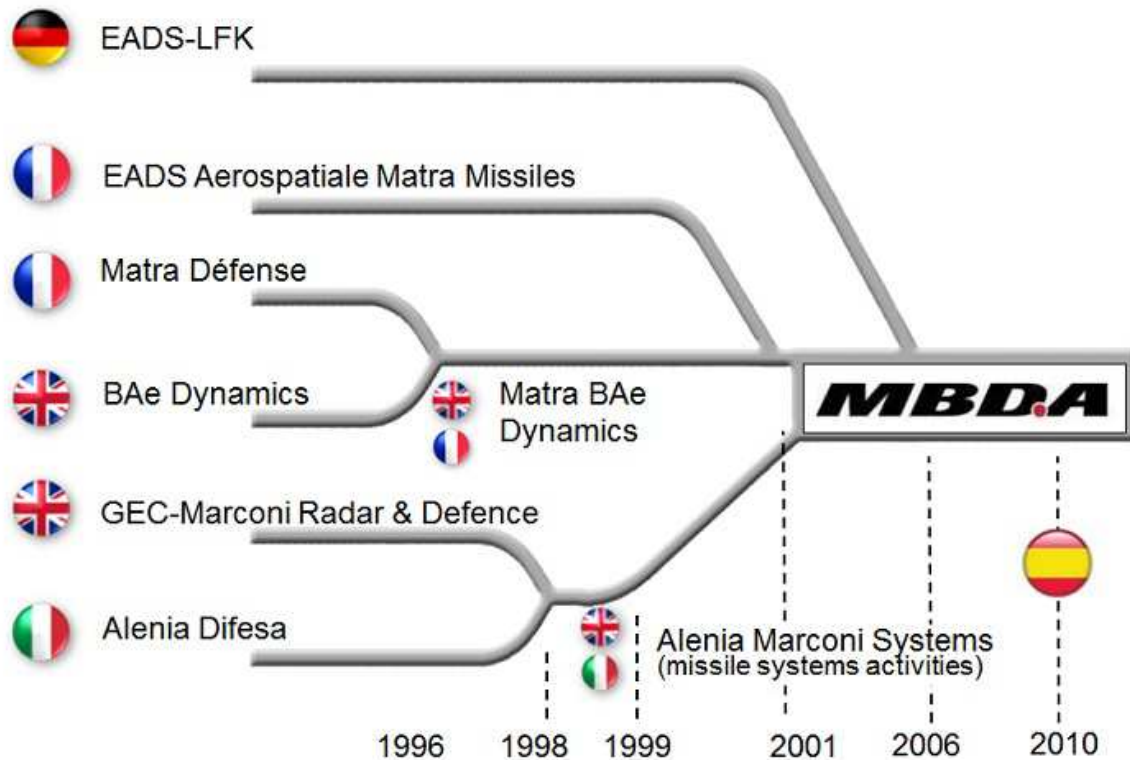 EADS-LFK
EADS Aerospatiale Matra Missiles
Matra Défense
BAe Dynamics
Matra BAe
Dynamics
MBDA
GEC-Marconi Radar & Defence
Alenia Difesa
Alenia Marconi Systems
(missile systems activities)
1996 1998 1999 2001 2006 2010